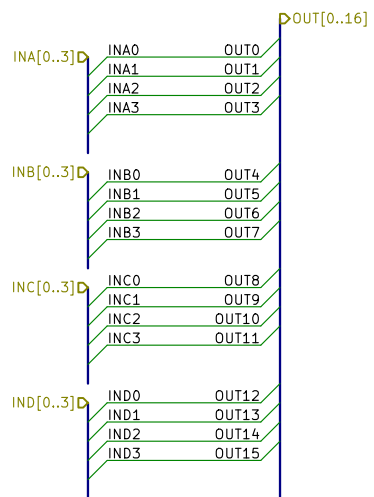 OUT[0..16]
INA[0..3] INA0 OUT0
INA1 OUT1
INA2 OUT2
INA3 OUT3
INB[0..3] INB0 OUT4
INB1 OUT5
INB2 OUT6
INB3 OUT7
INC[0..3] INC0 OUT8
INC1 OUT9
INC2 OUT10
INC3 OUT11
IND[0..3] IND0 OUT12
IND1 OUT13
IND2 OUT14
IND3 OUT15